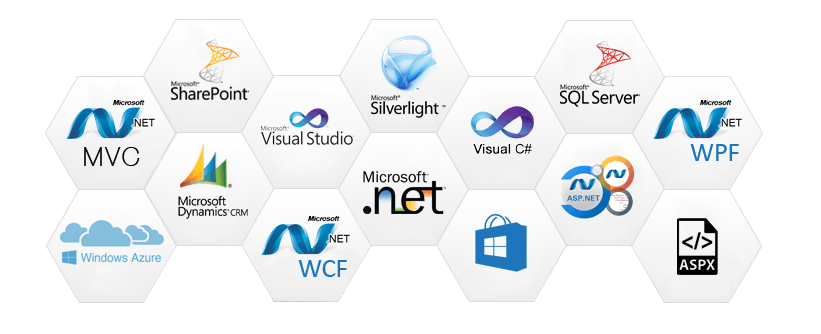 Microsoft®
SharePoint
Microsoft®
Silverlight™
Microsoft®
SQL Server®
Microsoft
.NET
MVC
Microsoft®
Visual Studio®
Visual C#
Microsoft
.NET
WPF
Microsoft
Dynamics® CRM
Microsoft®
.net
ASP.NET
Windows Azure
Microsoft
.NET
WCF
</>
ASPX